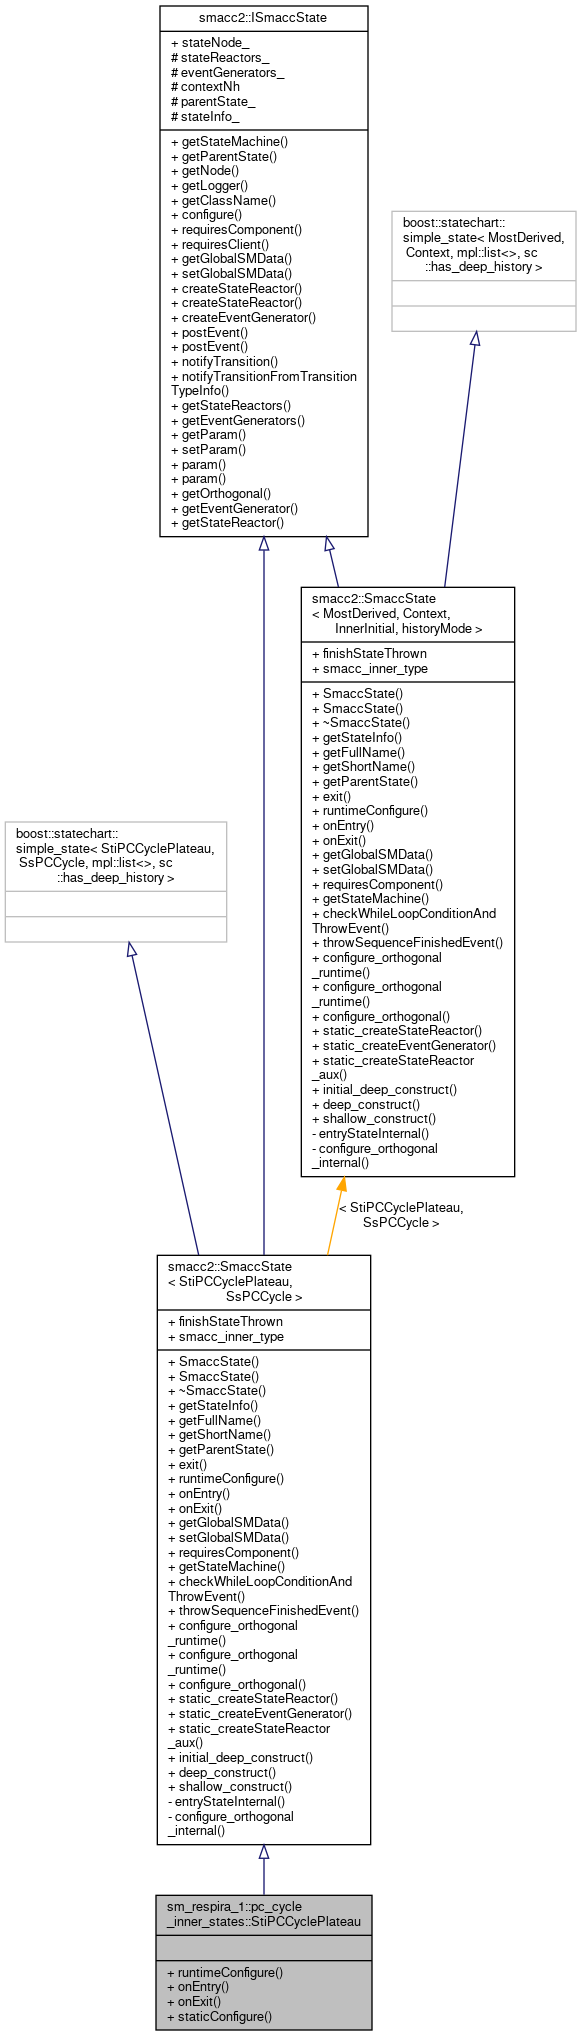 smacc2::ISmaccState
+ stateNode_
# stateReactors_
# eventGenerators_
# contextNh
# parentState_
# stateInfo_
+ getStateMachine()
+ getParentState()
+ getNode()
+ getLogger()
+ getClassName()
+ configure()
+ requiresComponent()
+ requiresClient()
+ getGlobalSMData()
+ setGlobalSMData()
+ createStateReactor()
+ createStateReactor()
+ createEventGenerator()
+ postEvent()
+ postEvent()
+ notifyTransition()
+ notifyTransitionFromTransition
TypeInfo()
+ getStateReactors()
+ getEventGenerators()
+ getParam()
+ setParam()
+ param()
+ param()
+ getOrthogonal()
+ getEventGenerator()
+ getStateReactor()
boost::statechart::
simple_state< MostDerived,
Context, mpl::list<>, sc
::has_deep_history >
smacc2::SmaccState
< MostDerived, Context,
InnerInitial, historyMode >
+ finishStateThrown
+ smacc_inner_type
+ SmaccState()
+ SmaccState()
+ ~SmaccState()
+ getStateInfo()
+ getFullName()
+ getShortName()
+ getParentState()
+ exit()
+ runtimeConfigure()
+ onEntry()
+ onExit()
+ getGlobalSMData()
+ setGlobalSMData()
+ requiresComponent()
+ getStateMachine()
+ checkWhileLoopConditionAnd
ThrowEvent()
+ throwSequenceFinishedEvent()
+ configure_orthogonal
_runtime()
+ configure_orthogonal
_runtime()
+ configure_orthogonal()
+ static_createStateReactor()
+ static_createEventGenerator()
+ static_createStateReactor
_aux()
+ initial_deep_construct()
+ deep_construct()
+ shallow_construct()
- entryStateInternal()
- configure_orthogonal
_internal()
boost::statechart::
simple_state< StiPCCyclePlateau,
SsPCCycle, mpl::list<>, sc
::has_deep_history >
< StiPCCyclePlateau,
SsPCCycle >
smacc2::SmaccState
< StiPCCyclePlateau,
SsPCCycle >
+ finishStateThrown
+ smacc_inner_type
+ SmaccState()
+ SmaccState()
+ ~SmaccState()
+ getStateInfo()
+ getFullName()
+ getShortName()
+ getParentState()
+ exit()
+ runtimeConfigure()
+ onEntry()
+ onExit()
+ getGlobalSMData()
+ setGlobalSMData()
+ requiresComponent()
+ getStateMachine()
+ checkWhileLoopConditionAnd
ThrowEvent()
+ throwSequenceFinishedEvent()
+ configure_orthogonal
_runtime()
+ configure_orthogonal
_runtime()
+ configure_orthogonal()
+ static_createStateReactor()
+ static_createEventGenerator()
+ static_createStateReactor
_aux()
+ initial_deep_construct()
+ deep_construct()
+ shallow_construct()
- entryStateInternal()
- configure_orthogonal
_internal()
sm_respira_1::pc_cycle
_inner_states::StiPCCyclePlateau
+ runtimeConfigure()
+ onEntry()
+ onExit()
+ staticConfigure()